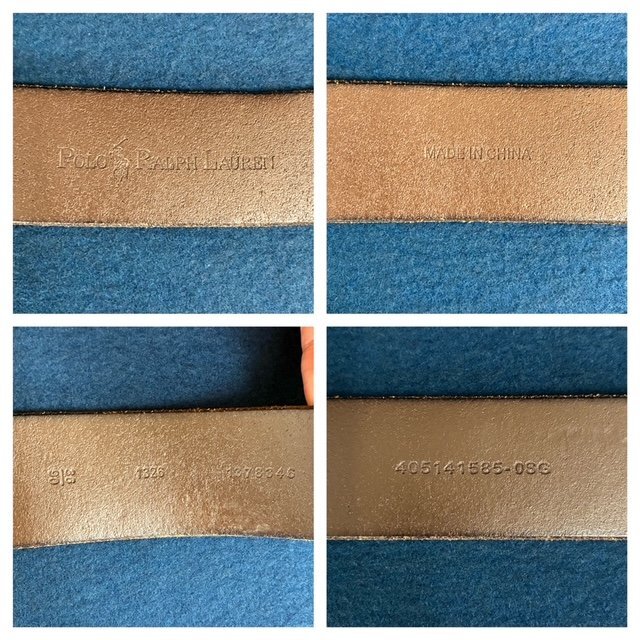 POLO RALPH LAUREN
MADE IN CHINA
1326
405141585-0SG